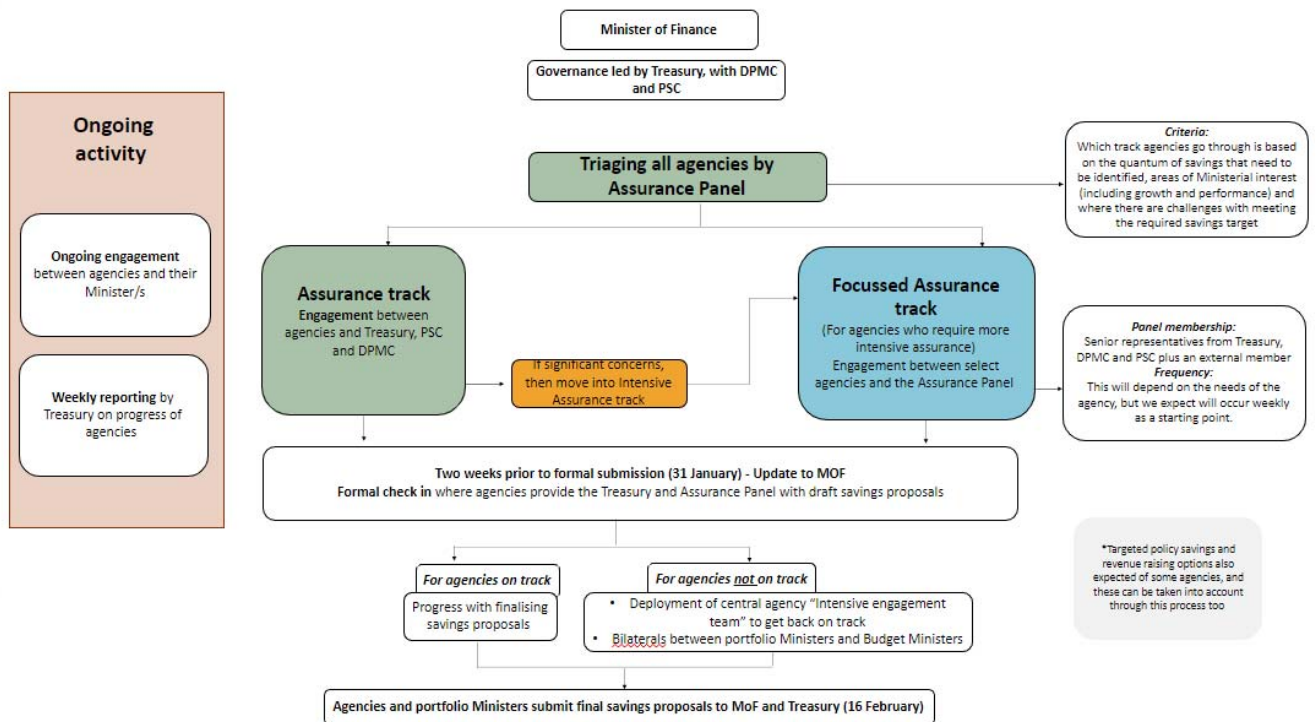 Minister of Finance
Governance led by Treasury, with DPMC
and PSC
Ongoing
activity
Ongoing engagement
between agencies and their
Minister/s
Weekly reporting by
Treasury on progress of
agencies
Triaging all agencies by
Assurance Panel
Criteria:
Which track agencies go through is based
on the quantum of savings that need to
be identified, areas of Ministerial interest
(including growth and performance) and
where there are challenges with meeting
the required savings target
Assurance track
Engagement between
agencies and Treasury, PSC
and DPMC
If significant concerns,
then move into Intensive
Assurance track
Focussed Assurance
track
(For agencies who require more
intensive assurance)
Engagement between select
agencies and the Assurance Panel
Panel membership:
Senior representatives from Treasury,
DPMC and PSC plus an external member
Frequency:
This will depend on the needs of the
agency, but we expect will occur weekly
as a starting point.
Two weeks prior to formal submission (31 January) - Update to MOF
Formal check in where agencies provide the Treasury and Assurance Panel with draft savings proposals
For agencies on track
Progress with finalising
savings proposals
For agencies not on track
• Deployment of central agency “Intensive engagement
team” to get back on track
• Bilaterals between portfolio Ministers and Budget Ministers
*Targeted policy savings and
revenue raising options also
expected of some agencies, and
these can be taken into account
through this process too
Agencies and portfolio Ministers submit final savings proposals to MoF and Treasury (16 February)